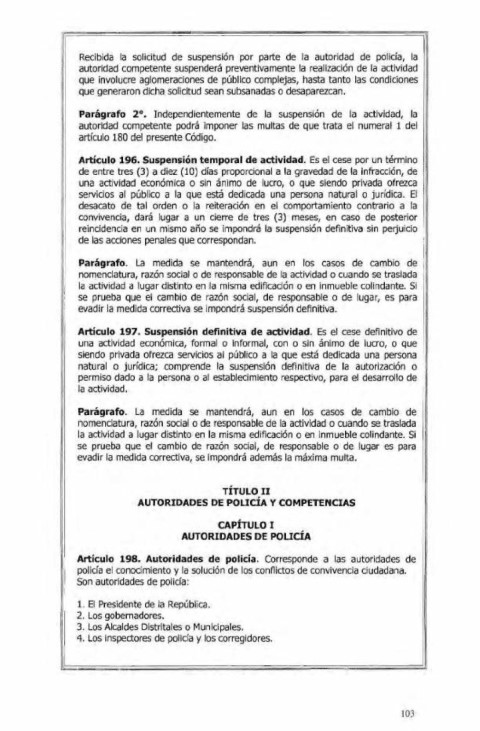 Recibida la solicitud de suspensión por parte de la autoridad de policía, la
autoridad competente suspenderá preventivamente la realización de la actividad
que involucre aglomeraciones de público complejas, hasta tanto las condiciones
que generaron dicha solicitud sean subsanadas o desaparezcan.
Parágrafo 2°. Independientemente de la suspensión de la actividad, la
autoridad competente podrá imponer las multas de que trata el numeral 1 del
artículo 180 del presente Código.
Artículo 196. Suspensión temporal de actividad. Es el cese por un término
de entre tres (3) a diez (10) días proporcional a la gravedad de la infracción, de
una actividad económica o sin ánimo de lucro, o que siendo privada ofrezca
servicios al público a la que está dedicada una persona natural o jurídica. El
desacato de tal orden o la reiteración en el comportamiento contrario a la
convivencia, dará lugar a un cierre de tres (3) meses, en caso de posterior
reincidencia en un mismo año se impondrá la suspensión definitiva sin perjuicio
de las acciones penales que correspondan.
Parágrafo. La medida se mantendrá, aun en los casos de cambio de
nomenclatura, razón social o de responsable de la actividad o cuando se traslada
la actividad a lugar distinto en la misma edificación o en inmueble colindante. Si
se prueba que el cambio de razón social, de responsable o de lugar, es para
evadir la medida correctiva se impondrá suspensión definitiva.
Artículo 197. Suspensión definitiva de actividad. Es el cese definitivo de
una actividad económica, formal o informal, con o sin ánimo de lucro, o que
siendo privada ofrezca servicios al público a la que está dedicada una persona
natural o jurídica; comprende la suspensión definitiva de la autorización o
permiso dado a la persona o al establecimiento respectivo, para el desarrollo de
la actividad.
Parágrafo. La medida se mantendrá, aun en los casos de cambio de
nomenclatura, razón social o de responsable de la actividad o cuando se traslada
la actividad a lugar distinto en la misma edificación o en inmueble colindante. Si
se prueba que el cambio de razón social, de responsable o de lugar es para
evadir la medida correctiva, se impondrá además la máxima multa.
TÍTULO II
AUTORIDADES DE POLICÍA Y COMPETENCIAS
CAPÍTULO I
AUTORIDADES DE POLICÍA
Artículo 198. Autoridades de policía. Corresponde a las autoridades de
policía el conocimiento y la solución de los conflictos de convivencia ciudadana.
Son autoridades de policía:
1. El Presidente de la República.
2. Los gobernadores.
3. Los Alcaldes Distritales o Municipales.
4. Los inspectores de policía y los corregidores.
103